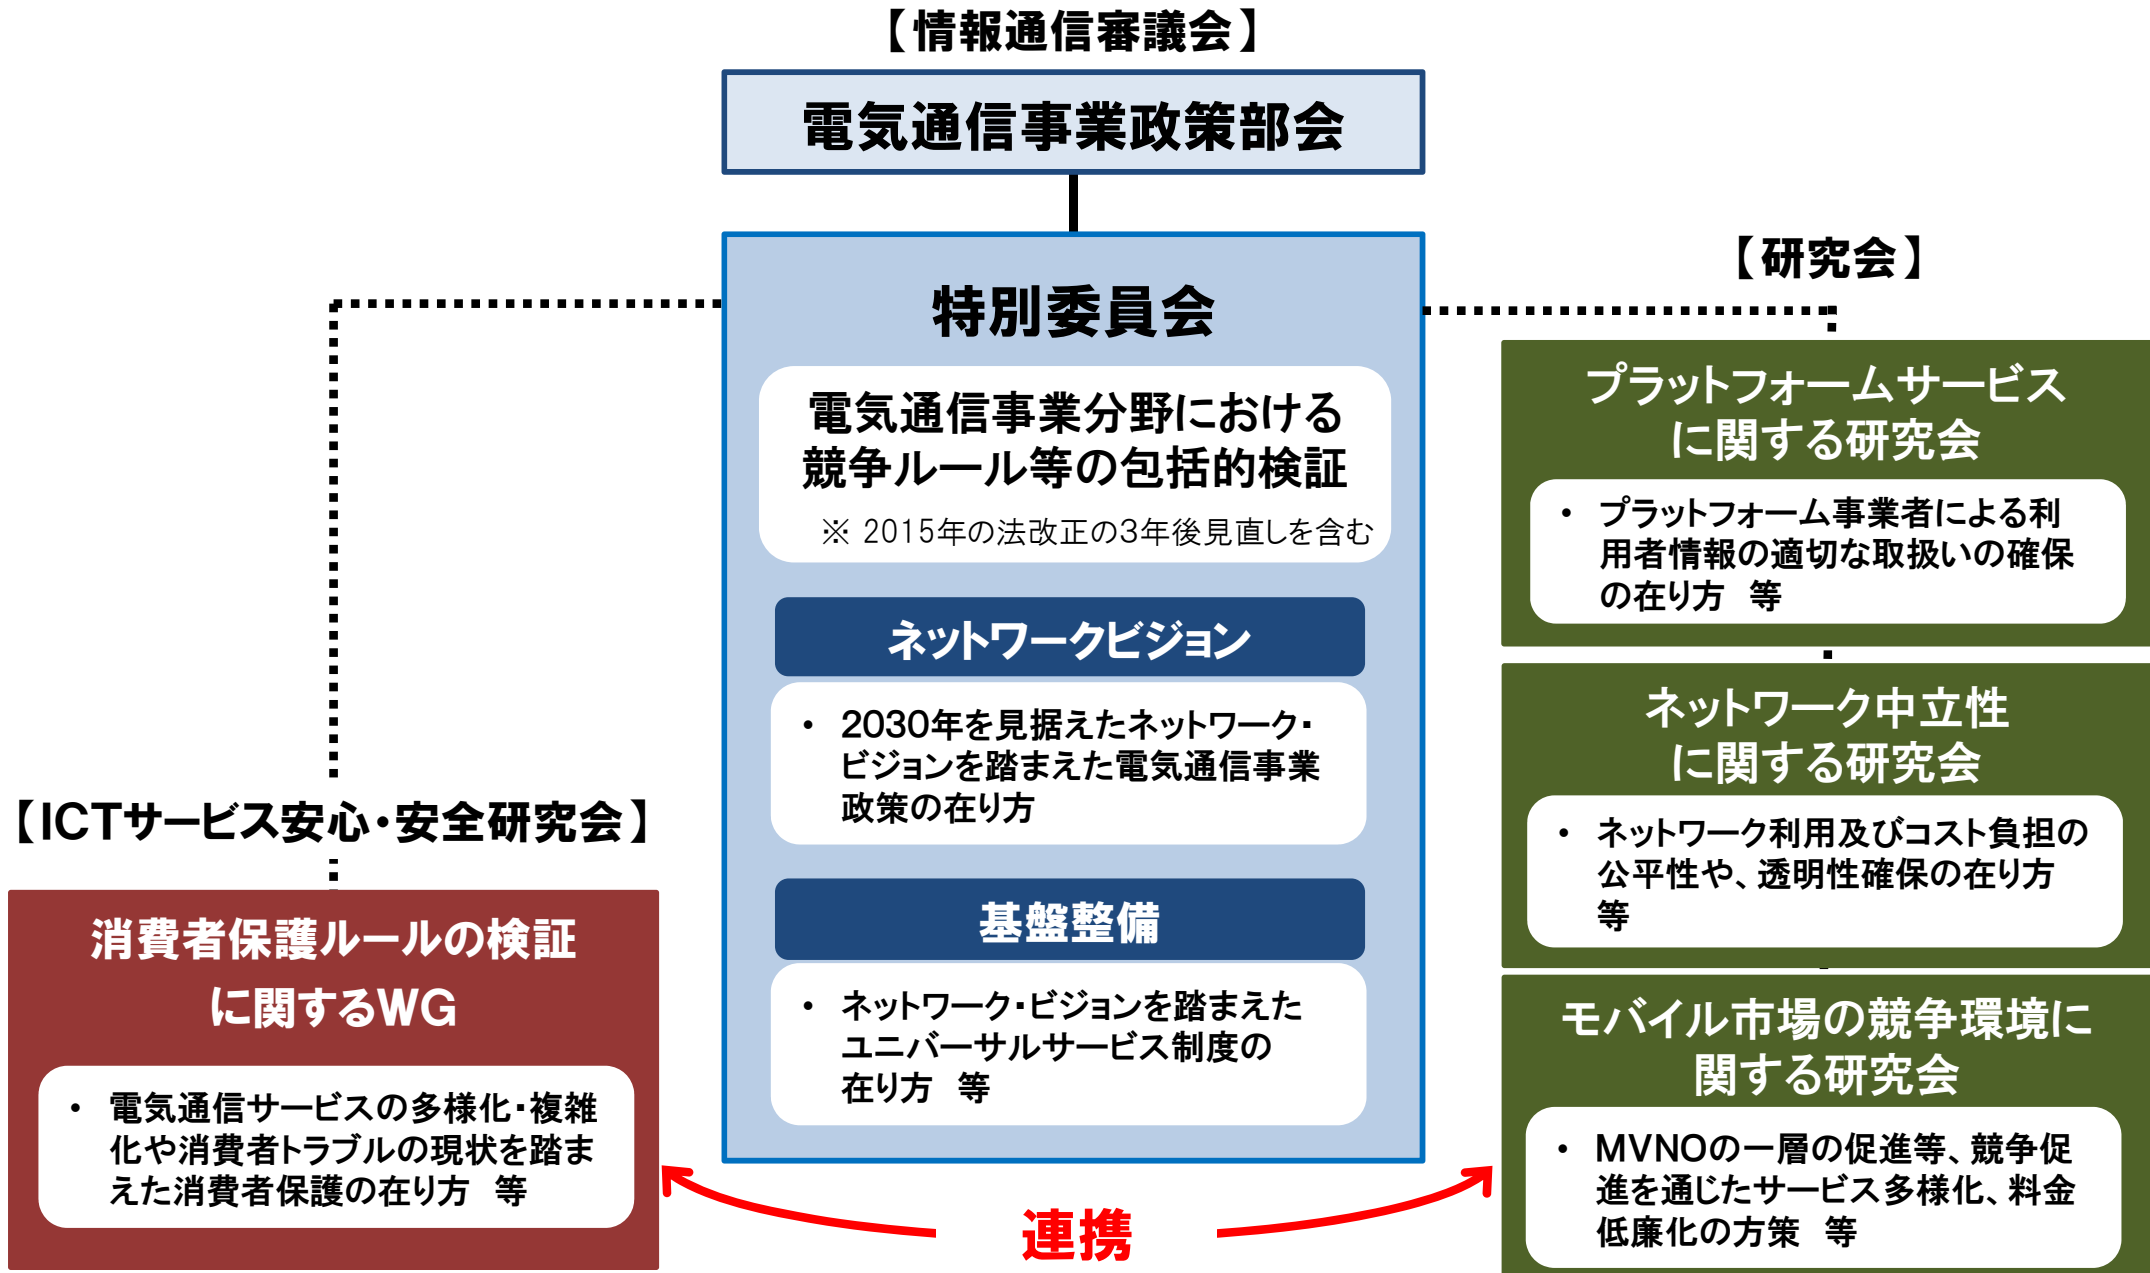 【情報通信審議会】
電気通信事業政策部会
特別委員会
電気通信事業分野における
競争ルール等の包括的検証
※ 2015年の法改正の3年後見直しを含む
ネットワークビジョン
• 2030年を見据えたネットワーク・
ビジョンを踏まえた電気通信事業
政策の在り方
基盤整備
• ネットワーク・ビジョンを踏まえた
ユニバーサルサービス制度の
在り方 等
【ICTサービス安心・安全研究会】
消費者保護ルールの検証
に関するWG
• 電気通信サービスの多様化・複雑
化や消費者トラブルの現状を踏ま
えた消費者保護の在り方 等
【研究会】
プラットフォームサービス
に関する研究会
• プラットフォーム事業者による利
用者情報の適切な取扱いの確保
の在り方 等
ネットワーク中立性
に関する研究会
• ネットワーク利用及びコスト負担の
公平性や、透明性確保の在り方
等
モバイル市場の競争環境に
関する研究会
• MVNOの一層の促進等、競争促
進を通じたサービス多様化、料金
低廉化の方策 等
連携